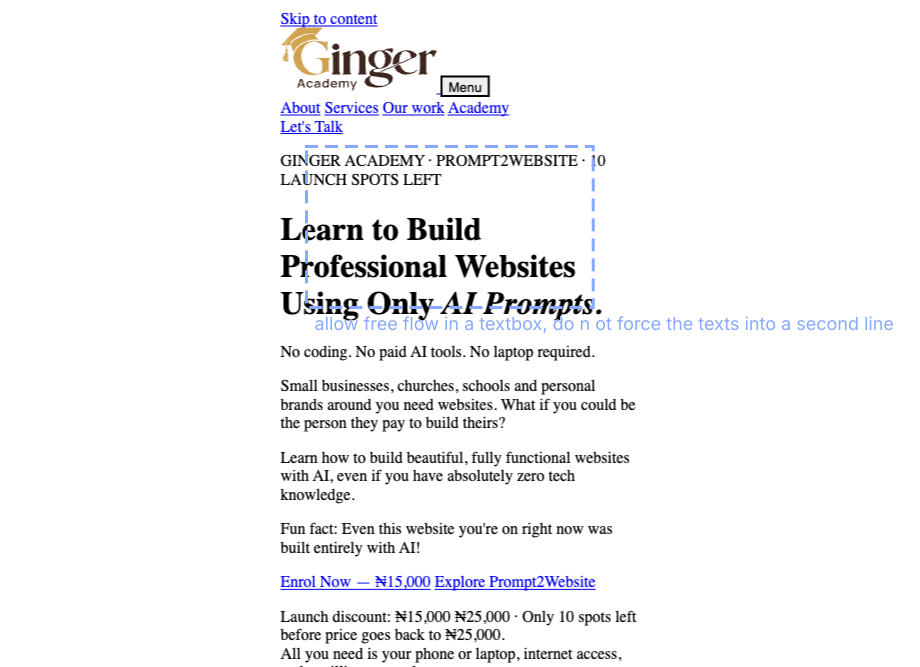 Skip to content
Ginger
Academy
Menu
About Services Our work Academy
Let's Talk
GINGER ACADEMY · PROMPT2WEBSITE · 10
LAUNCH SPOTS LEFT
Learn to Build
Professional Websites
Using Only AI Prompts.
allow free flow in a textbox, do n ot force the texts into a second line
No coding. No paid AI tools. No laptop required.
Small businesses, churches, schools and personal
brands around you need websites. What if you could be
the person they pay to build theirs?
Learn how to build beautiful, fully functional websites
with AI, even if you have absolutely zero tech
knowledge.
Fun fact: Even this website you're on right now was
built entirely with AI!
Enrol Now — ₦15,000 Explore Prompt2Website
Launch discount: ₦15,000 ₦25,000 · Only 10 spots left
before price goes back to ₦25,000.
All you need is your phone or laptop, internet access,